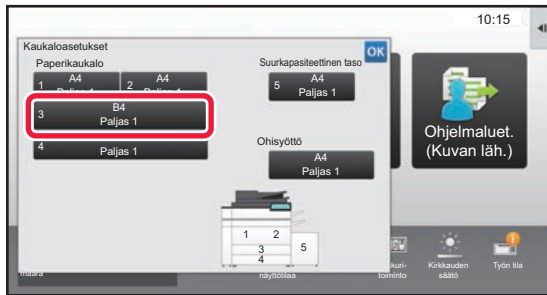 10:15
Kaukaloasetukset
OK
Paperikaukalo
Suurkapasiteettinen taso
1 A4
2 A4
5 A4
Paljas 1
3 B4
Paljas 1
4 Paljas 1
Ohisyöttö
A4
Paljas 1
Ohjelmaluet.
(Kuvan läh.)
1 2
3
4
5
Kirkkauden
säätö
Työn tila
näyttötilaa
toiminto